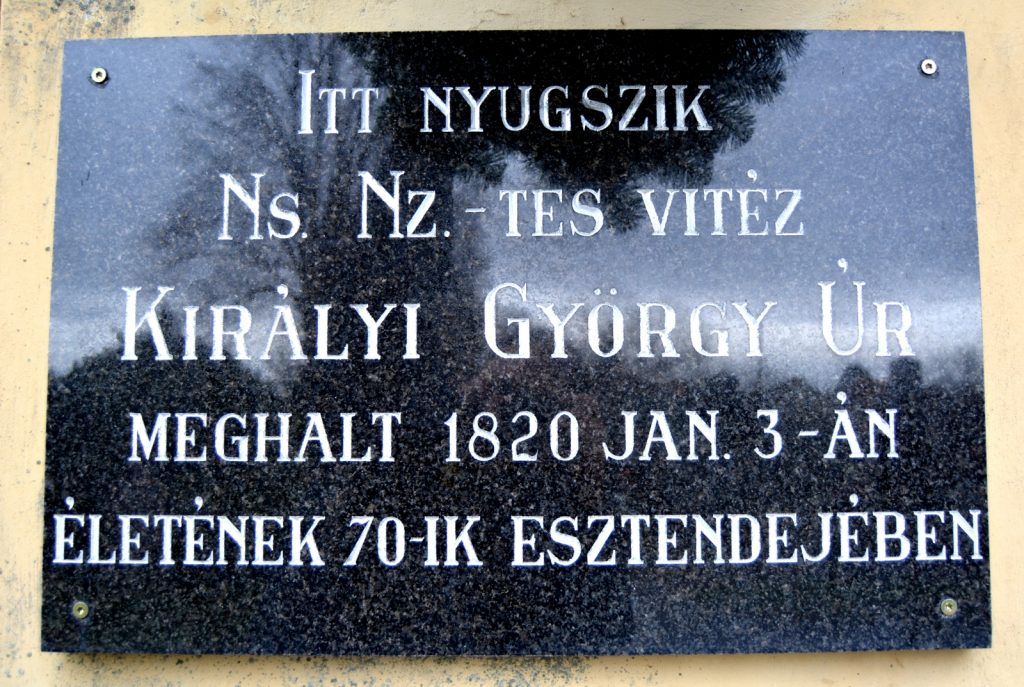 Itt nyugszik
Ns. Nz.-tes vitéz
Királyi György Úr
meghalt 1820 jan. 3-án
életének 70-ik esztendejében